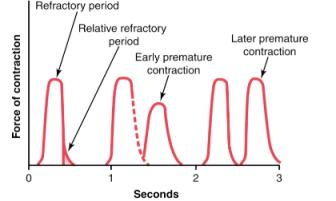 Refractory period
Relative refractory
period
Early premature
contraction
Later premature
contraction
Force of contraction
0
1
2
3
Seconds